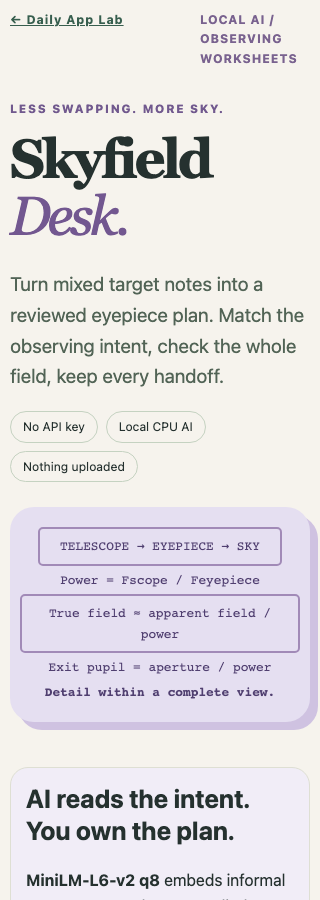 ← Daily App Lab
LOCAL AI /
OBSERVING
WORKSHEETS
LESS SWAPPING. MORE SKY.
Skyfield
Desk.
Turn mixed target notes into a
reviewed eyepiece plan. Match the
observing intent, check the whole
field, keep every handoff.
No API key
Local CPU AI
Nothing uploaded
TELESCOPE → EYEPIECE → SKY
Power = Fscope / Feyepiece
True field ≈ apparent field /
power
Exit pupil = aperture / power
Detail within a complete view.
AI reads the intent.
You own the plan.
MiniLM-L6-v2 q8 embeds informal